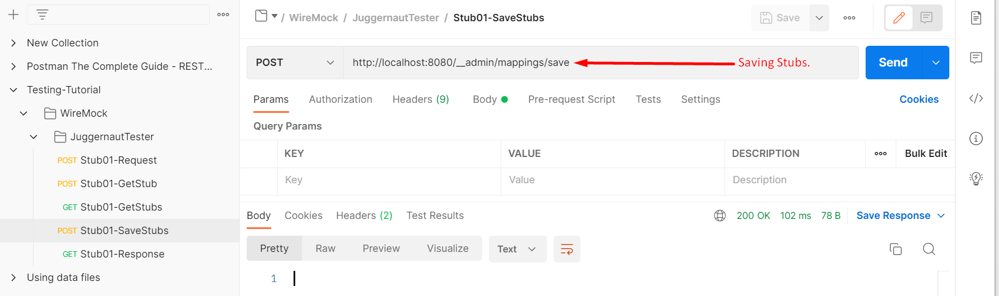 New Collection
Postman The Complete Guide - REST...
Testing-Tutorial
WireMock
JuggernautTester
POST Stub01-Request
POST Stub01-GetStub
GET Stub01-GetStubs
POST Stub01-SaveStubs
GET Stub01-Response
Using data files
/ WireMock / JuggernautTester / Stub01-SaveStubs
Save
POST http://localhost:8080/__admin/mappings/save Saving Stubs. Send
Params Authorization Headers (9) Body Pre-request Script Tests Settings Cookies
Query Params
KEY VALUE DESCRIPTION Bulk Edit
Key Value Description
Body Cookies Headers (2) Test Results 200 OK 102 ms 78 B Save Response
Pretty Raw Preview Visualize Text
1